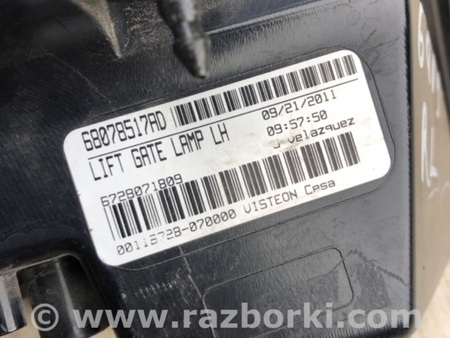 68078517AD
09/21/2011
LIFT GATE LAMP LH
09:57:50
J velazquez
6728071809
00116728-070000 VISTEON Cpsa
www.razborki.com